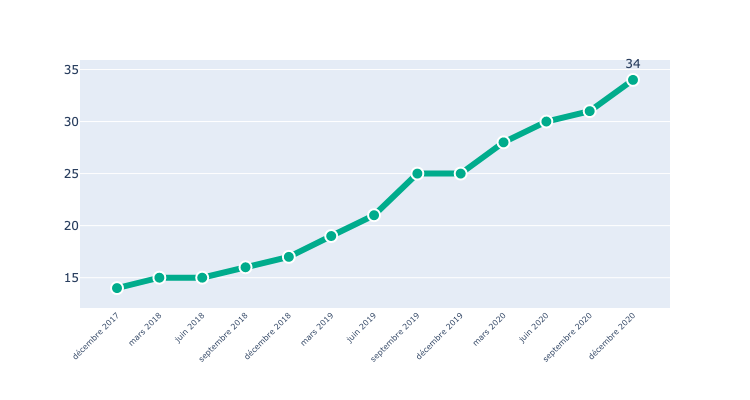 34
35
30
25
20
15
décembre 2017
mars 2018
juin 2018
septembre 2018
décembre 2018
mars 2019
juin 2019
septembre 2019
décembre 2019
mars 2020
juin 2020
septembre 2020
décembre 2020